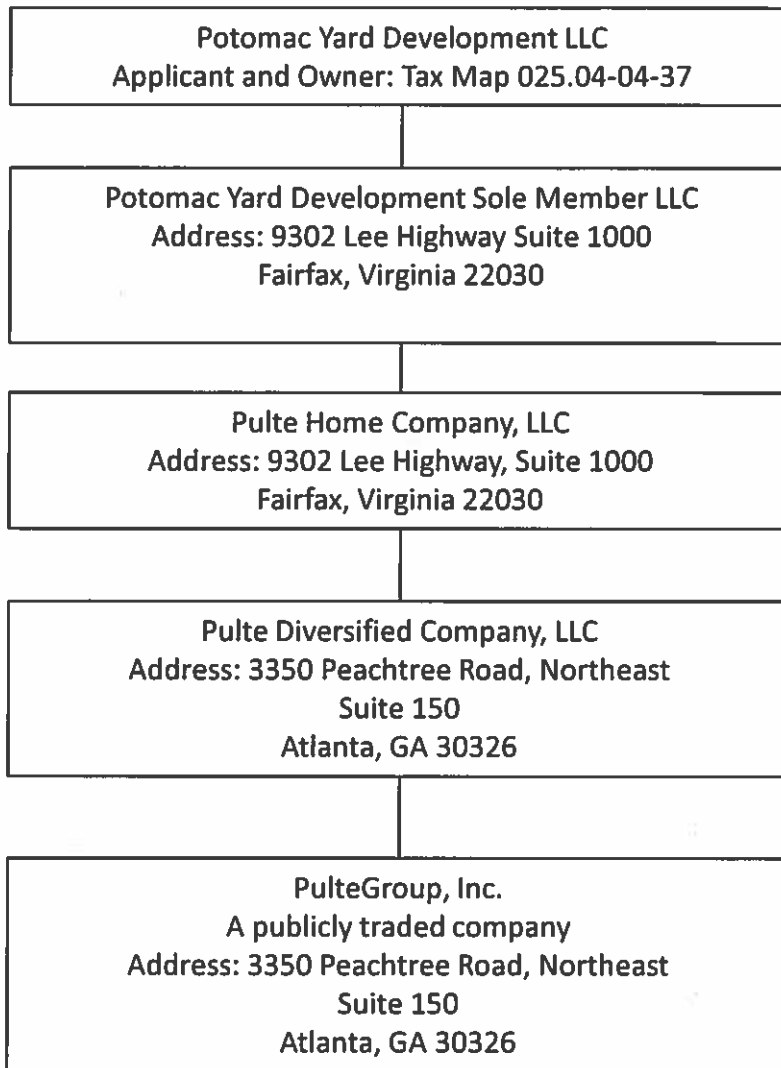 Potomac Yard Development LLC
Applicant and Owner: Tax Map 025.04-04-37
Potomac Yard Development Sole Member LLC
Address: 9302 Lee Highway Suite 1000
Fairfax, Virginia 22030
Pulte Home Company, LLC
Address: 9302 Lee Highway, Suite 1000
Fairfax, Virginia 22030
Pulte Diversified Company, LLC
Address: 3350 Peachtree Road, Northeast
Suite 150
Atlanta, GA 30326
PulteGroup, Inc.
A publicly traded company
Address: 3350 Peachtree Road, Northeast
Suite 150
Atlanta, GA 30326